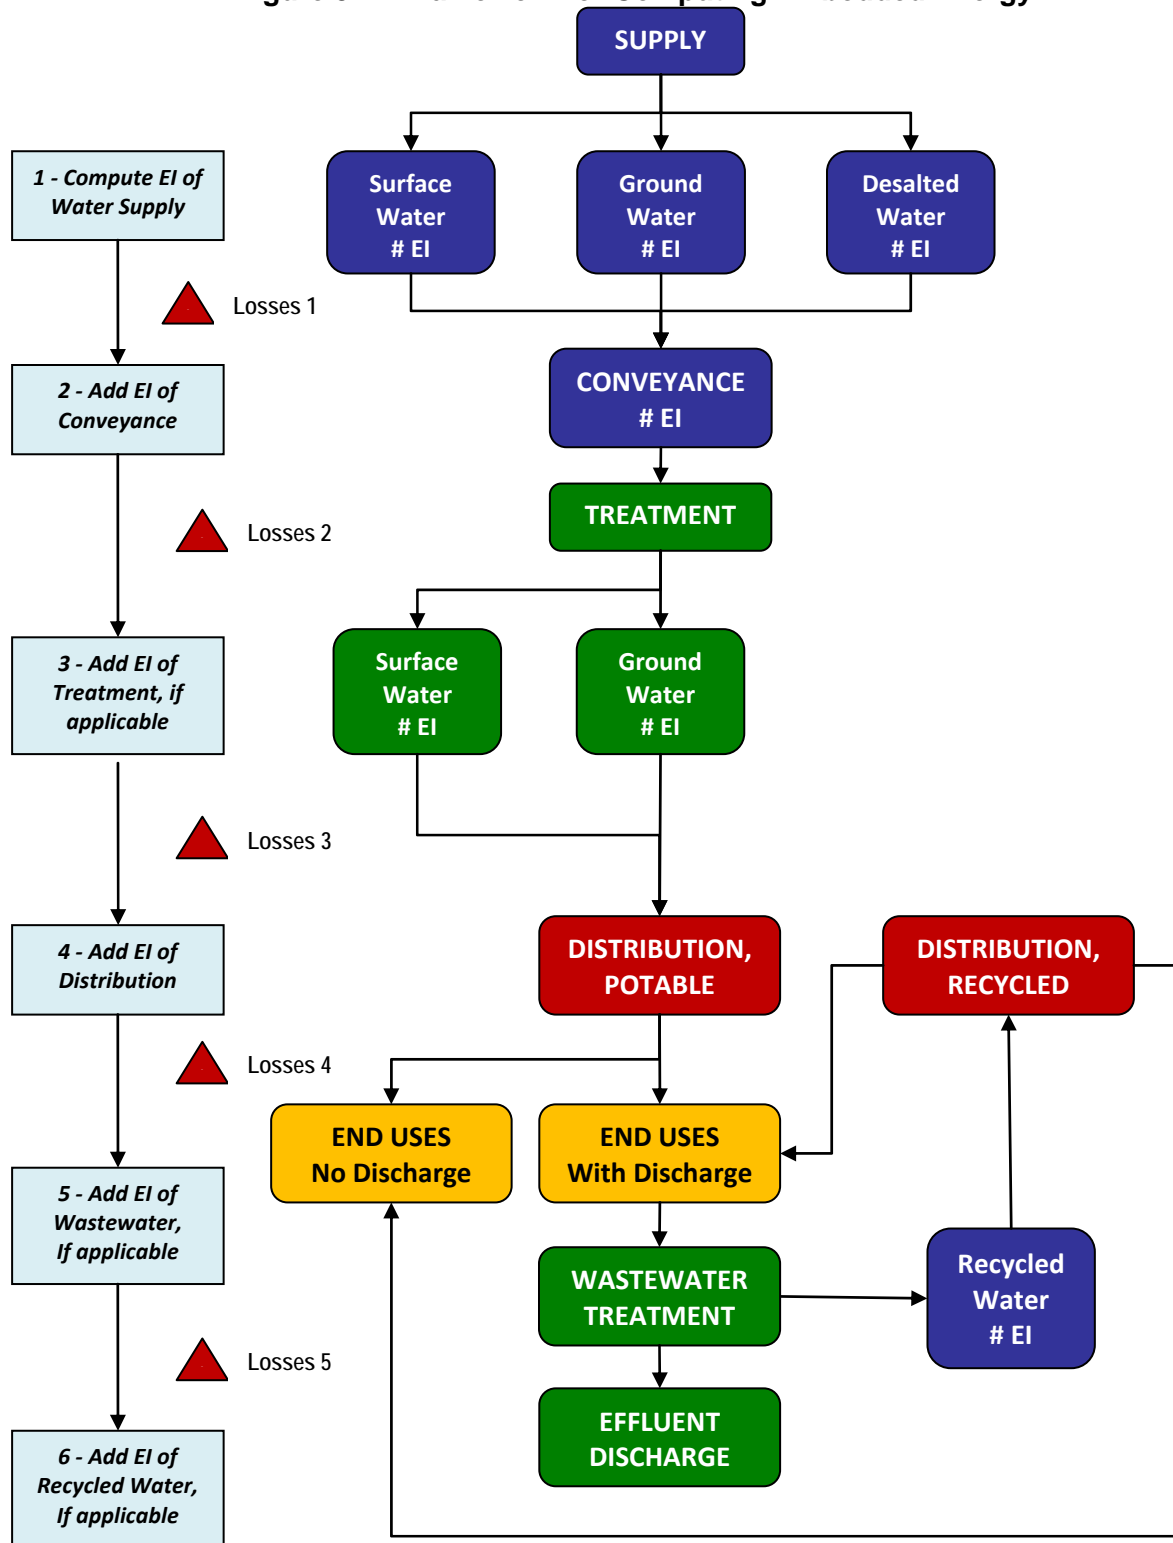 SUPPLY
1 - Compute EI of
Water Supply
Surface
Water
# EI
Ground
Water
# EI
Desalted
Water
# EI
Losses 1
2 - Add EI of
Conveyance
CONVEYANCE
# EI
Losses 2
TREATMENT
3 - Add EI of
Treatment, if
applicable
Surface
Water
# EI
Ground
Water
# EI
Losses 3
4 - Add EI of
Distribution
DISTRIBUTION,
POTABLE
DISTRIBUTION,
RECYCLED
Losses 4
END USES
No Discharge
END USES
With Discharge
5 - Add EI of
Wastewater,
If applicable
WASTEWATER
TREATMENT
Recycled
Water
# EI
Losses 5
EFFLUENT
DISCHARGE
6 - Add EI of
Recycled Water,
If applicable